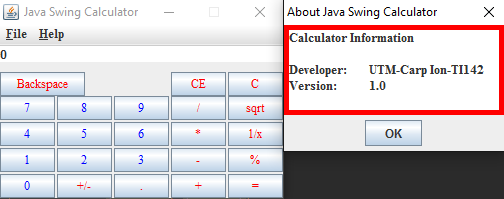 Java Swing Calculator
File Help
0
Backspace CE C
7 8 9 / sqrt
4 5 6 * 1/x
1 2 3 - %
0 +/- . + =
About Java Swing Calculator
Calculator Information
Developer: UTM-Carp Ion-TI142
Version: 1.0
OK